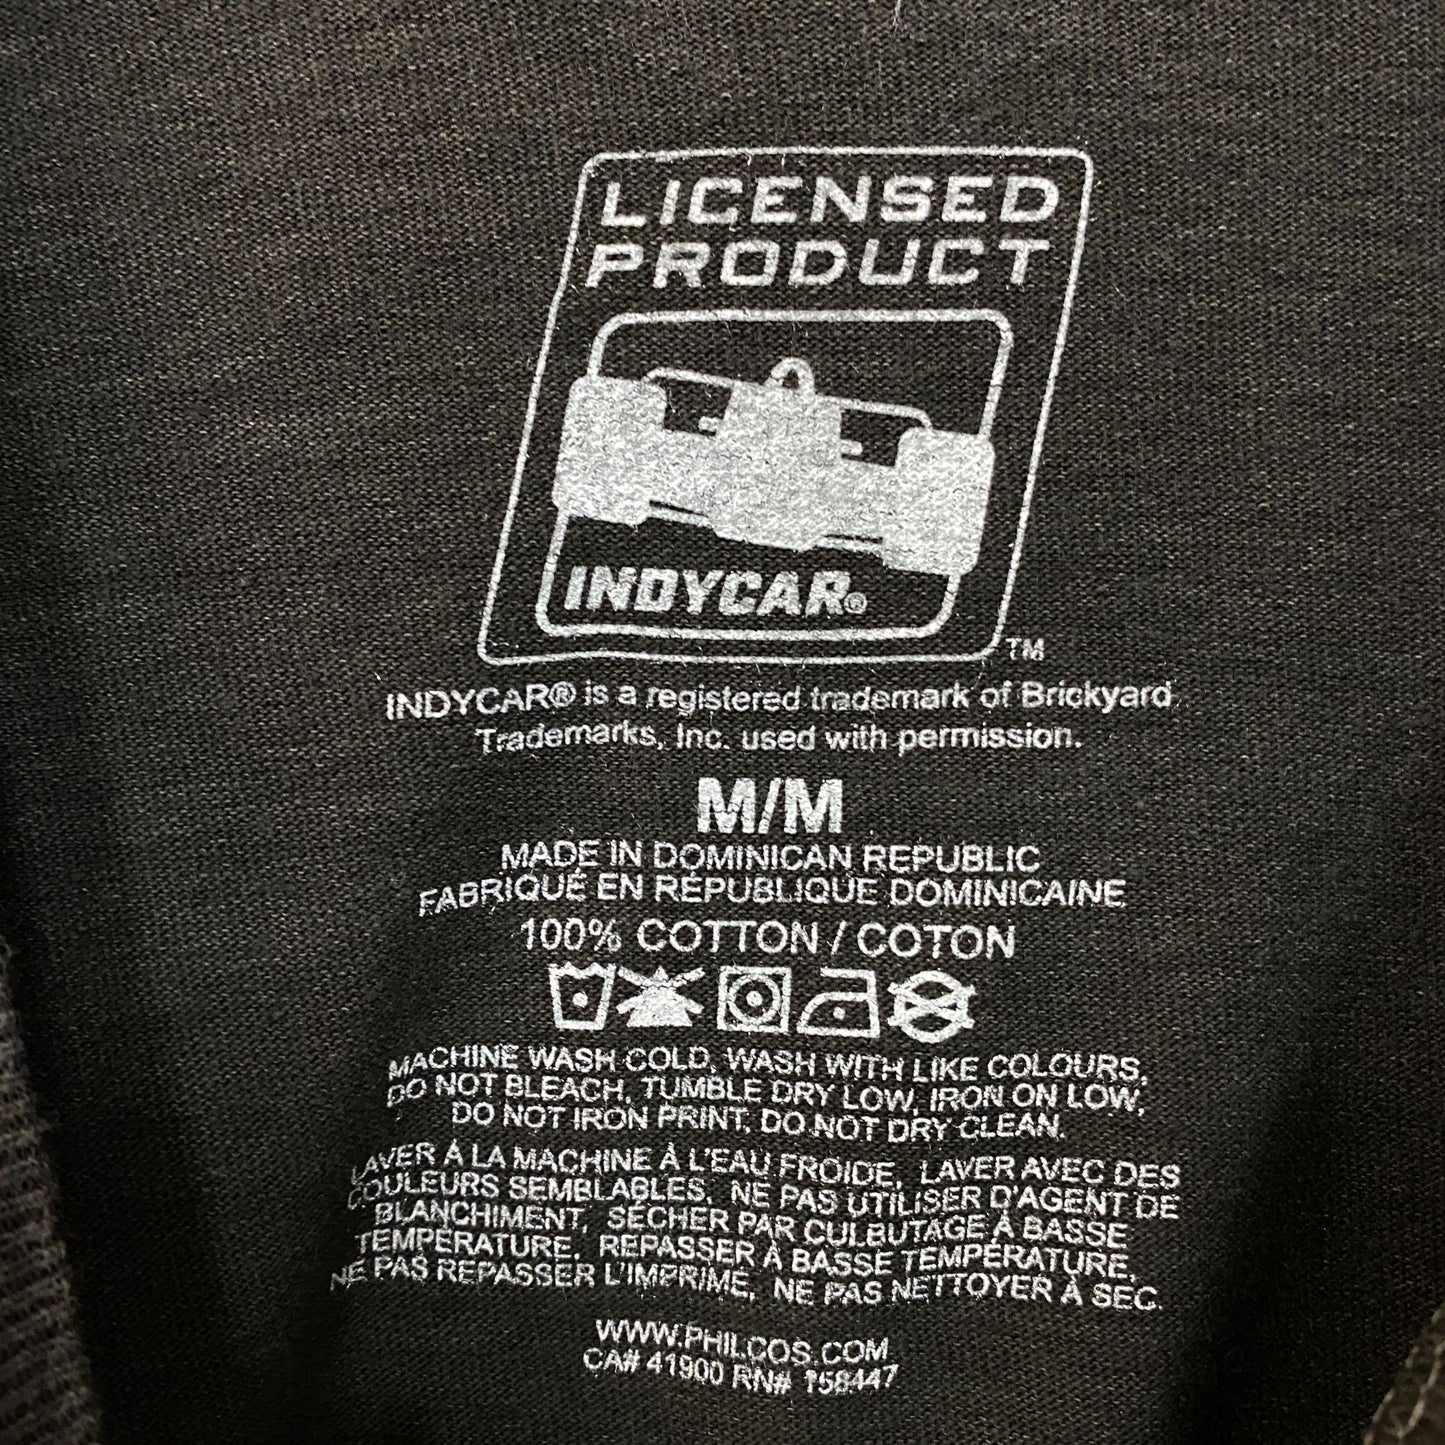 LICENSED
PRODUCT
INDYCAR®
TM
INDYCAR® is a registered trademark of Brickyard
Trademarks, Inc. used with permission.
M/M
MADE IN DOMINICAN REPUBLIC
FABRIQUÉ EN RÉPUBLIQUE DOMINICAINE
100% COTTON / COTON
MACHINE WASH COLD, WASH WITH LIKE COLOURS,
DO NOT BLEACH, TUMBLE DRY LOW, IRON ON LOW,
DO NOT IRON PRINT, DO NOT DRY CLEAN.
LAVER À LA MACHINE À L'EAU FROIDE, LAVER AVEC DES
COULEURS SEMBLABLES, NE PAS UTILISER D'AGENT DE
BLANCHIMENT, SÉCHER PAR CULBUTAGE À BASSE
TEMPÉRATURE, REPASSER À BASSE TEMPÉRATURE,
NE PAS REPASSER L'IMPRIMÉ, NE PAS NETTOYER À SEC.
WWW.PHILCOS.COM
CA# 41900 RN# 158447